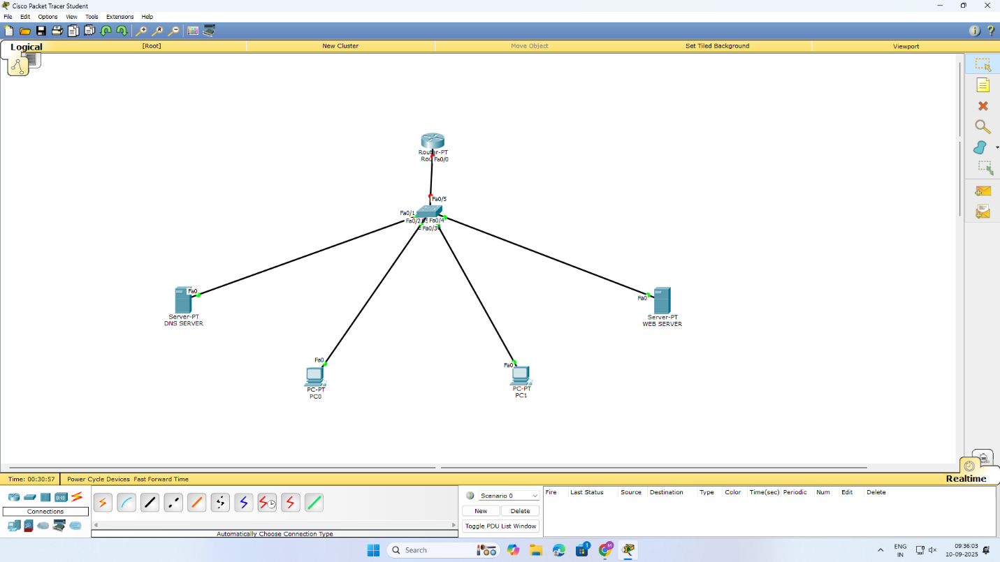 Cisco Packet Tracer Student
File Edit Options View Tools Extensions Help
Logical [Root] New Cluster Move Object Set Tiled Background Viewport
Router-PT
Fa0/0
Fa0/5
Fa0/1
Fa0/2 Fa0/4
Fa0/3
Fa0
Server-PT
DNS SERVER
Fa0
Server-PT
WEB SERVER
Fa0
PC-PT
PC0
Fa0
PC-PT
PC1
Time: 00:30:57 Power Cycle Devices Fast Forward Time Realtime
Connections
Automatically Choose Connection Type
Scenario 0
New Delete
Toggle PDU List Window
Fire Last Status Source Destination Type Color Time(sec) Periodic Num Edit Delete
Search
1
M
ENG
IN
09:36:03
10-09-2025